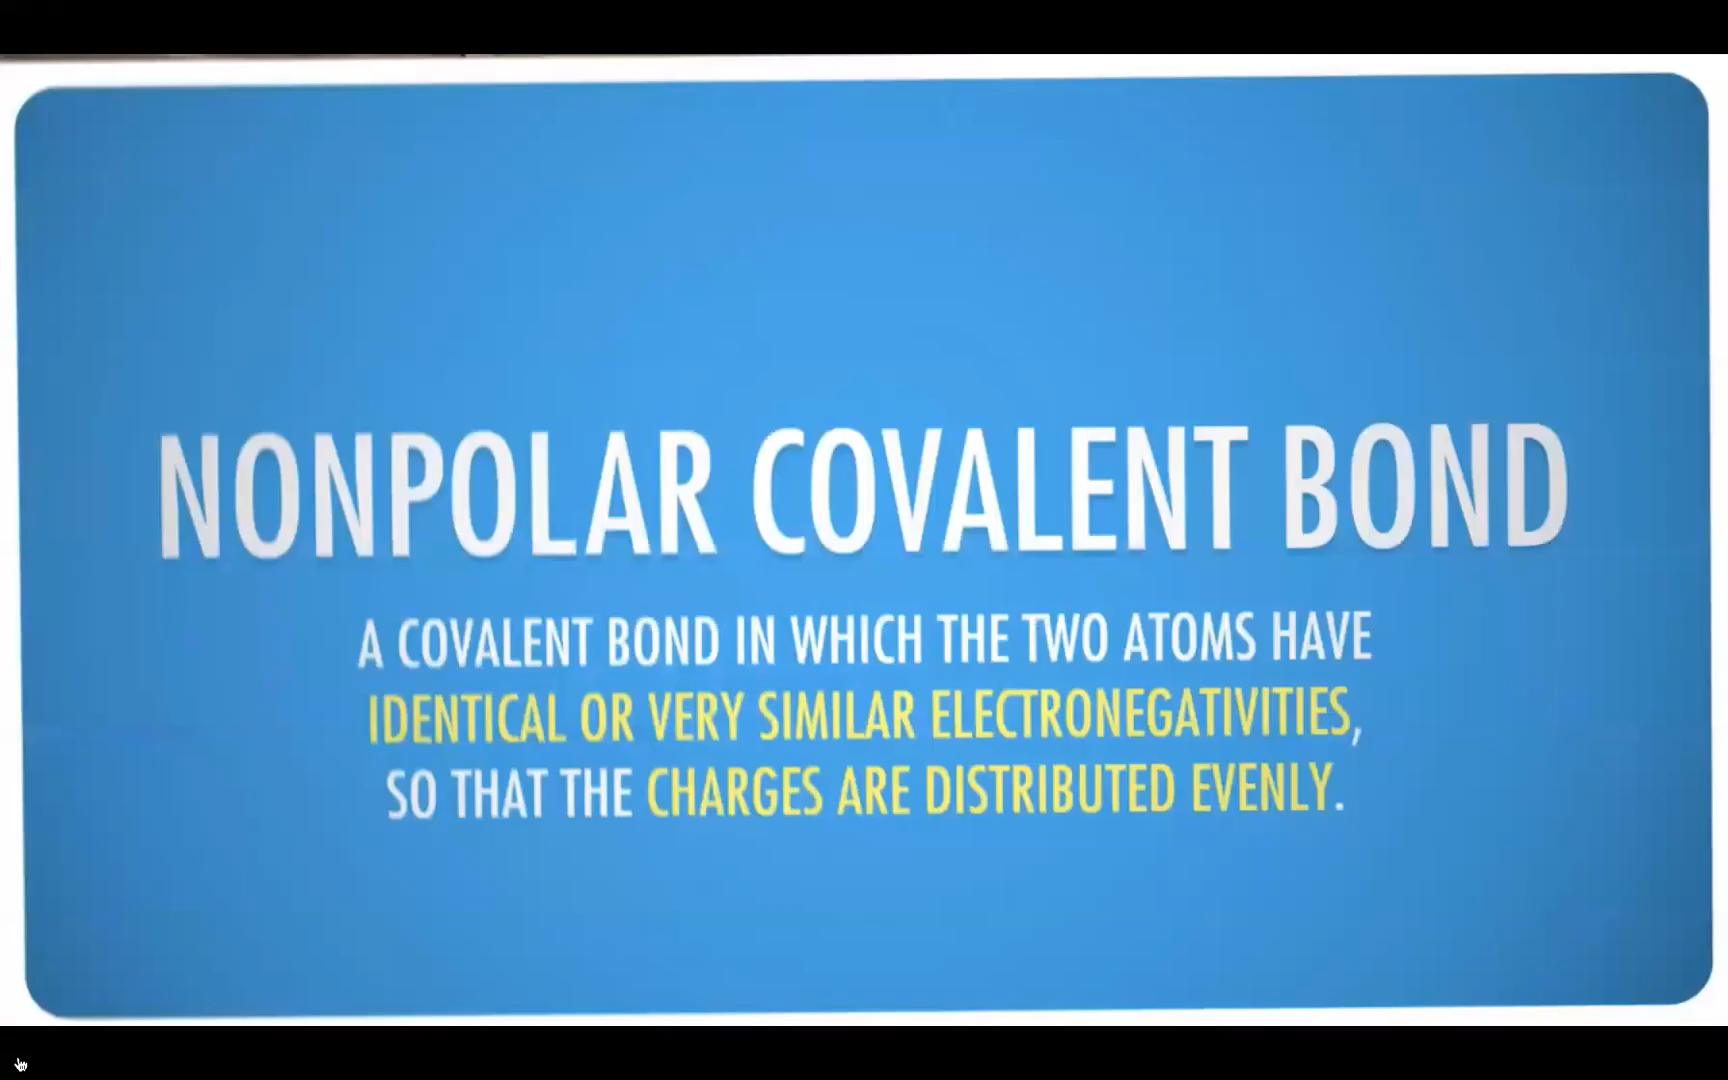 NONPOLAR COVALENT BOND
A COVALENT BOND IN WHICH THE TWO ATOMS HAVE
IDENTICAL OR VERY SIMILAR ELECTRONEGATIVITIES,
SO THAT THE CHARGES ARE DISTRIBUTED EVENLY.